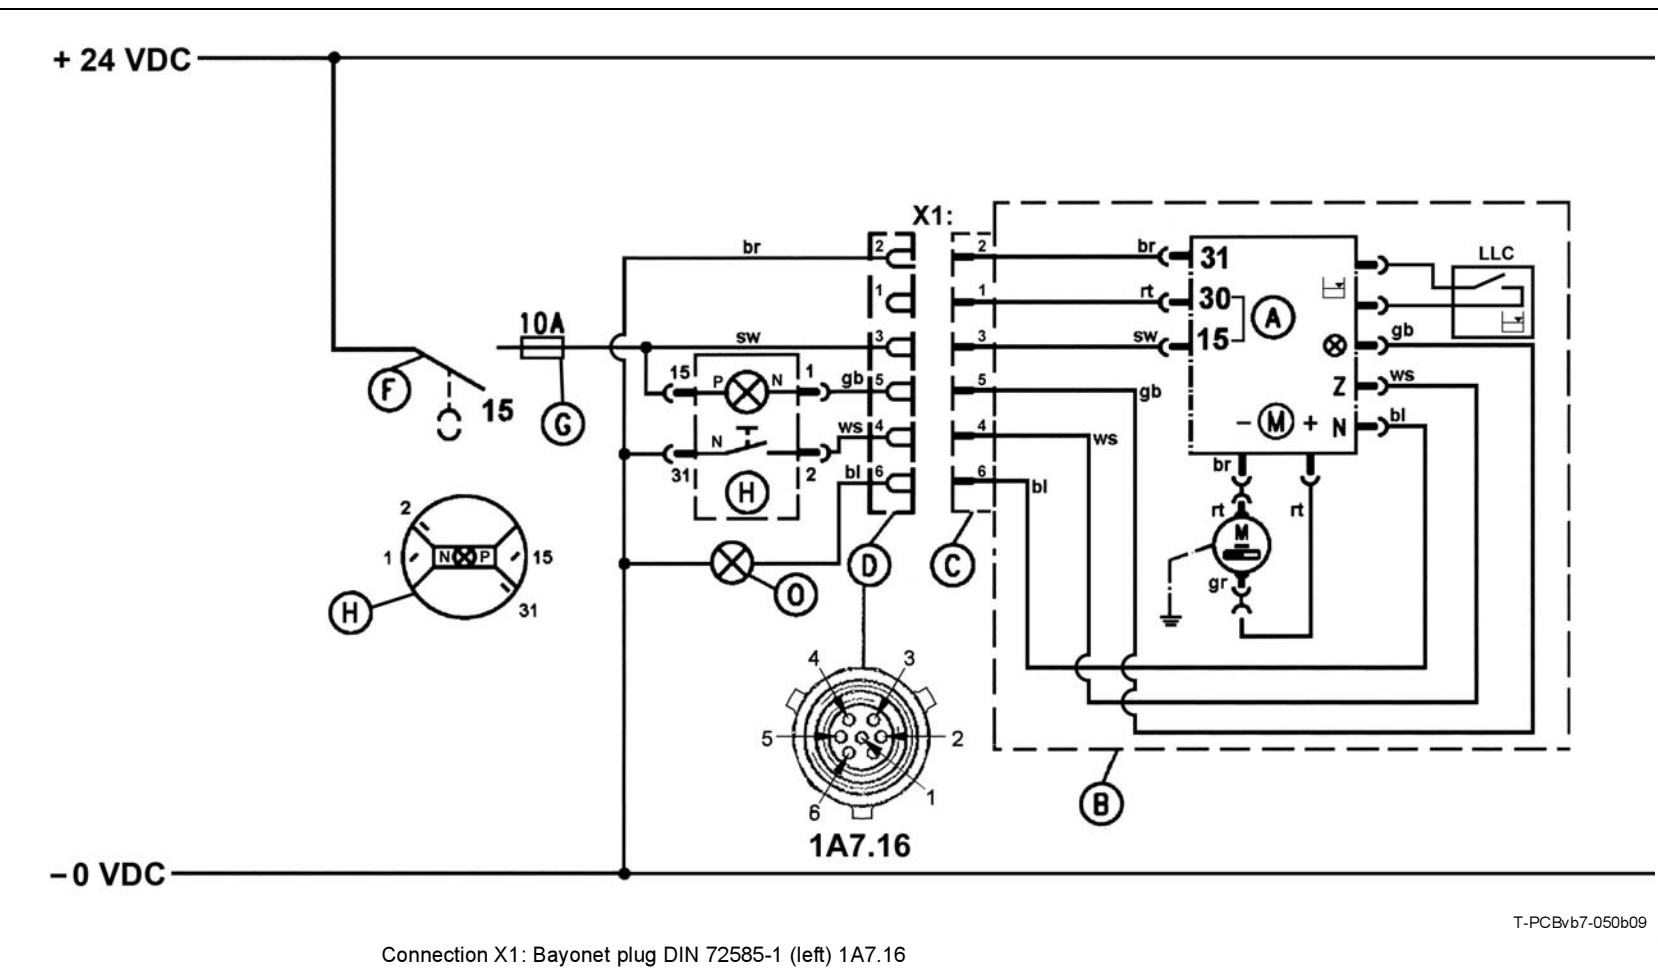 + 24 VDC
X1:
br 2 2 br 31 LLC
1 1 rt 30 A
10A sw 3 3 sw 15 gb
F 15 G 15 P N 1 gb 5 5 gb Z ws
N ws 4 4 ws − M + N bl
31 H 2 bl 6 6 bl br
rt rt
M
gr
2
1 N P 15
H 31
O D C
4 3
5 2
6 1
B
1A7.16
− 0 VDC
T-PCBvb7-050b09
Connection X1: Bayonet plug DIN 72585-1 (left) 1A7.16